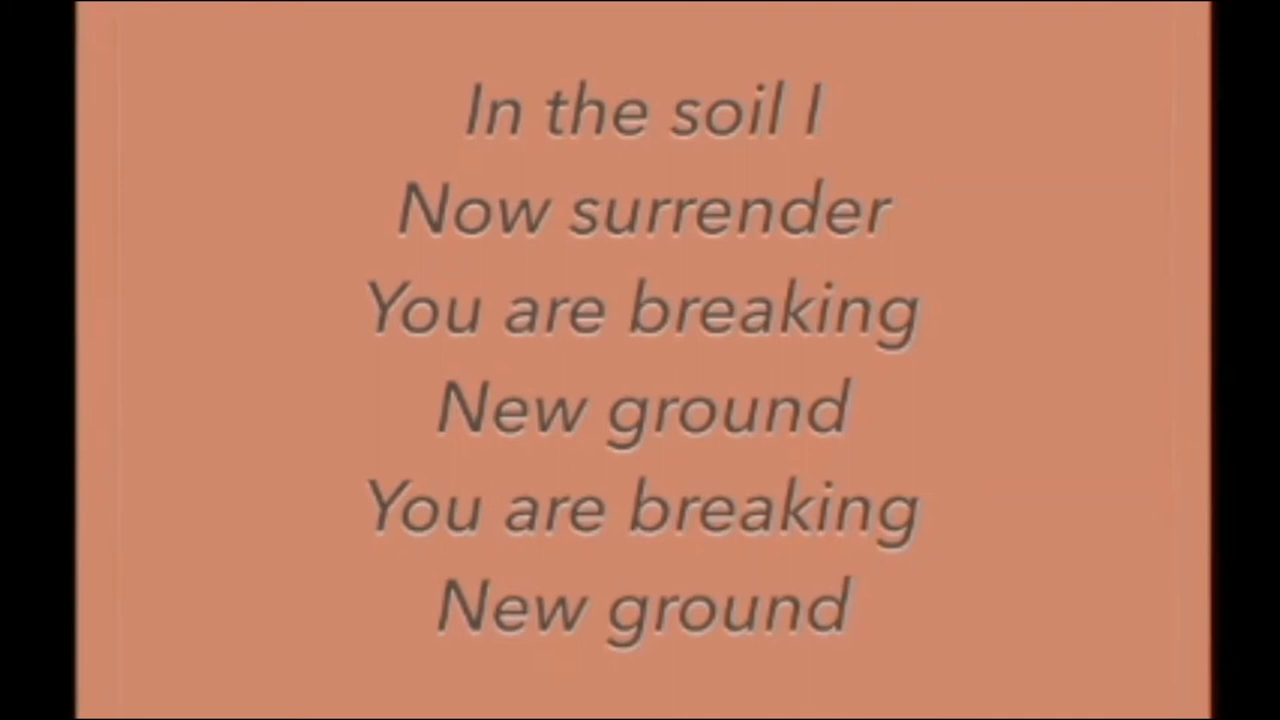 In the soil I
Now surrender
You are breaking
New ground
You are breaking
New ground